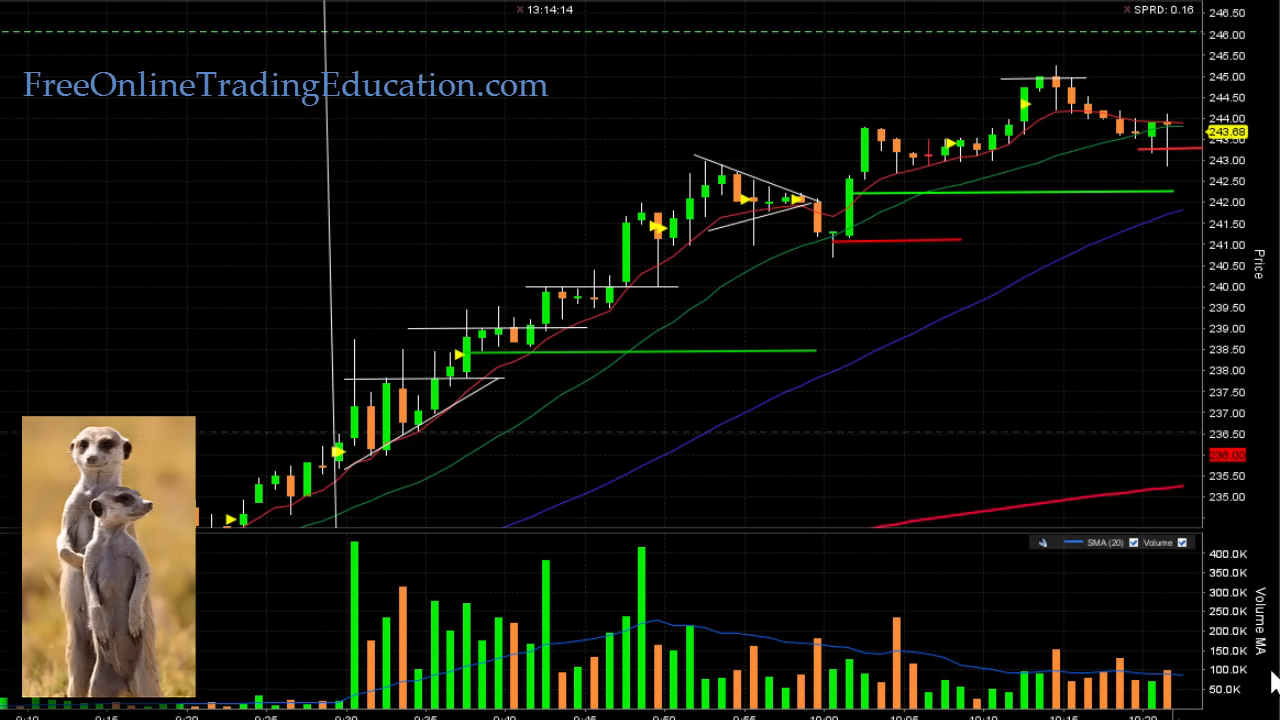 13:14:14
SPRD: 0.16
FreeOnlineTradingEducation.com
246.50
246.00
245.50
245.00
244.50
244.00
243.68
243.00
242.50
242.00
241.50
241.00
240.50
240.00
239.50
239.00
238.50
238.00
237.50
237.00
236.50
236.00
235.50
235.00
Price
SMA (20)
Volume
400.0K
350.0K
300.0K
250.0K
200.0K
150.0K
100.0K
50.0K
Volume MA
9:10 9:15 9:20 9:25 9:30 9:35 9:40 9:45 9:50 9:55 10:00 10:05 10:10 10:15 10:20